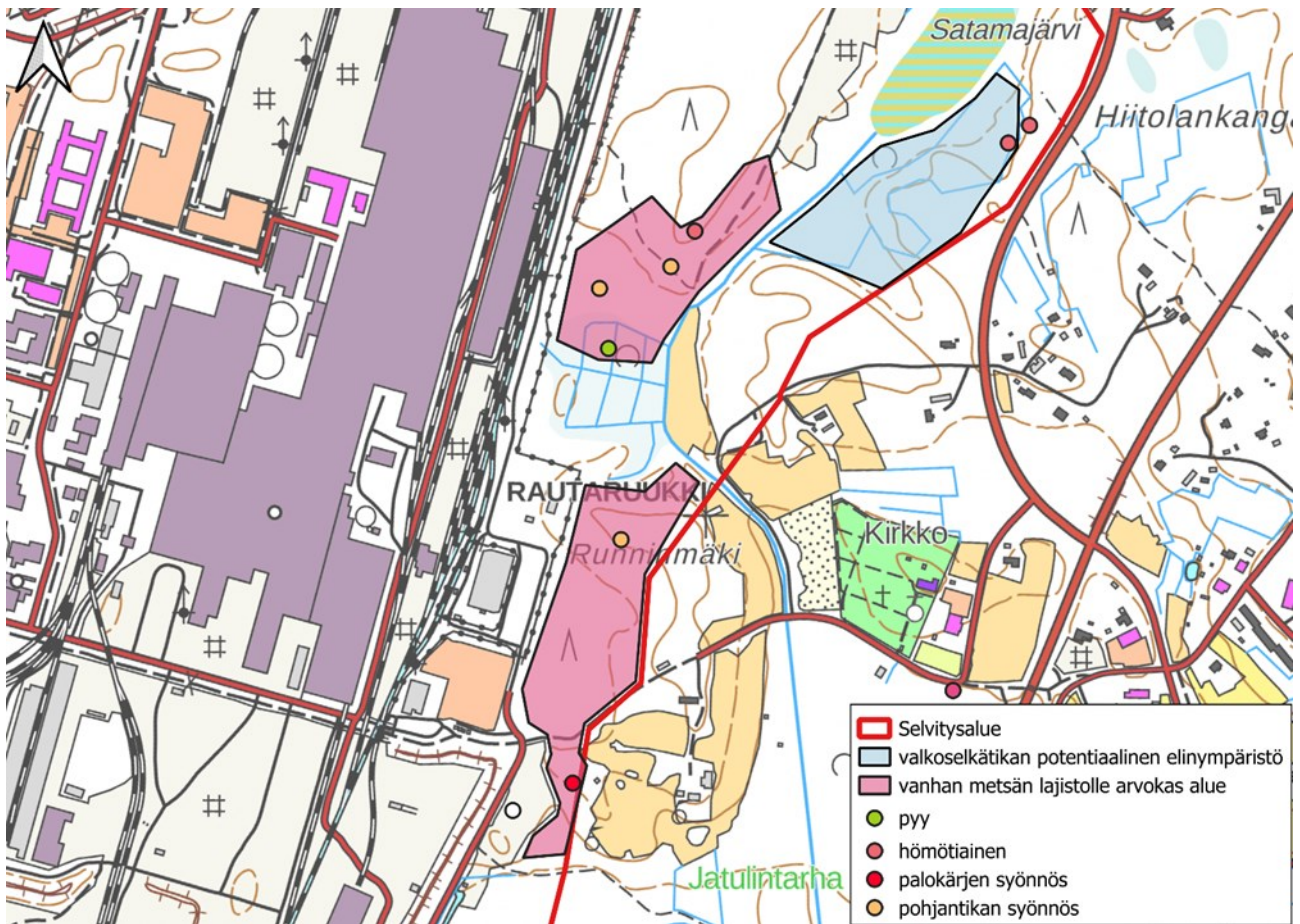 Satamajärvi
Hiitolankanga
RAUTARUUKKI
Runninmäki
Kirkko
Jatulintarha
Selvitysalue
valkoselkätikan potentiaalinen elinympäristö
vanhan metsän lajistolle arvokas alue
pyy
hömötiainen
palokärjen syönnös
pohjantikan syönnös